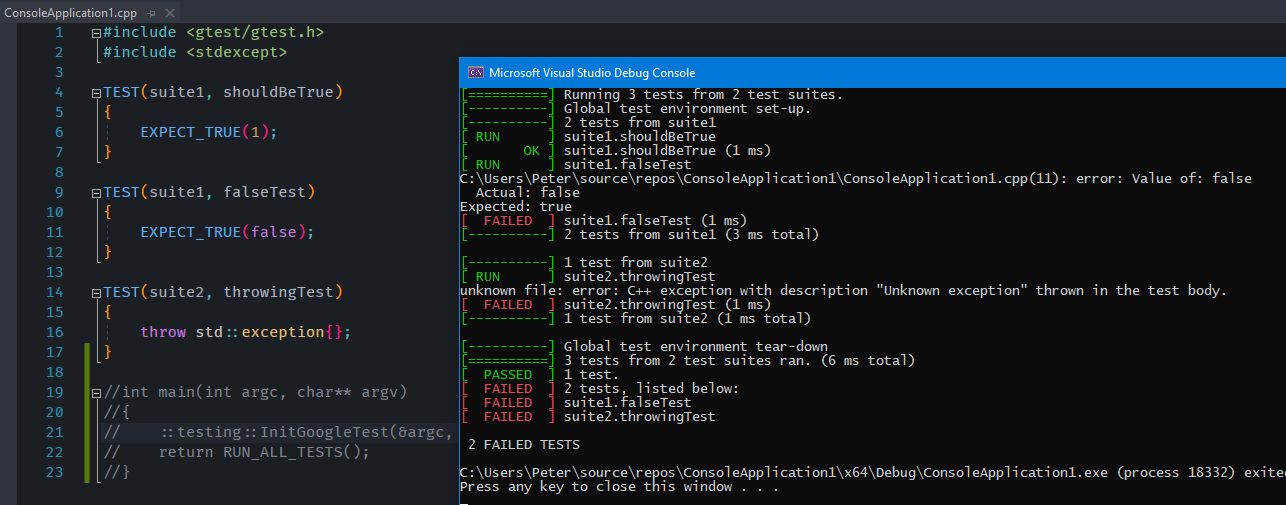 ConsoleApplication1.cpp
1 #include <gtest/gtest.h>
2 #include <stdexcept>
3
4 TEST(suite1, shouldBeTrue)
5 {
6 EXPECT_TRUE(1);
7 }
8
9 TEST(suite1, falseTest)
10 {
11 EXPECT_TRUE(false);
12 }
13
14 TEST(suite2, throwingTest)
15 {
16 throw std::exception{};
17 }
18
19 //int main(int argc, char** argv)
20 //{
21 // ::testing::InitGoogleTest(&argc,
22 // return RUN_ALL_TESTS();
23 //}
Microsoft Visual Studio Debug Console
[==========] Running 3 tests from 2 test suites.
[----------] Global test environment set-up.
[----------] 2 tests from suite1
[ RUN      ] suite1.shouldBeTrue
[       OK ] suite1.shouldBeTrue (1 ms)
[ RUN      ] suite1.falseTest
C:\Users\Peter\source\repos\ConsoleApplication1\ConsoleApplication1.cpp(11): error: Value of: false
  Actual: false
Expected: true
[  FAILED  ] suite1.falseTest (1 ms)
[----------] 2 tests from suite1 (3 ms total)

[----------] 1 test from suite2
[ RUN      ] suite2.throwingTest
unknown file: error: C++ exception with description "Unknown exception" thrown in the test body.
[  FAILED  ] suite2.throwingTest (1 ms)
[----------] 1 test from suite2 (1 ms total)

[----------] Global test environment tear-down
[==========] 3 tests from 2 test suites ran. (6 ms total)
[  PASSED  ] 1 test.
[  FAILED  ] 2 tests, listed below:
[  FAILED  ] suite1.falseTest
[  FAILED  ] suite2.throwingTest

 2 FAILED TESTS

C:\Users\Peter\source\repos\ConsoleApplication1\x64\Debug\ConsoleApplication1.exe (process 18332) exited
Press any key to close this window . . .